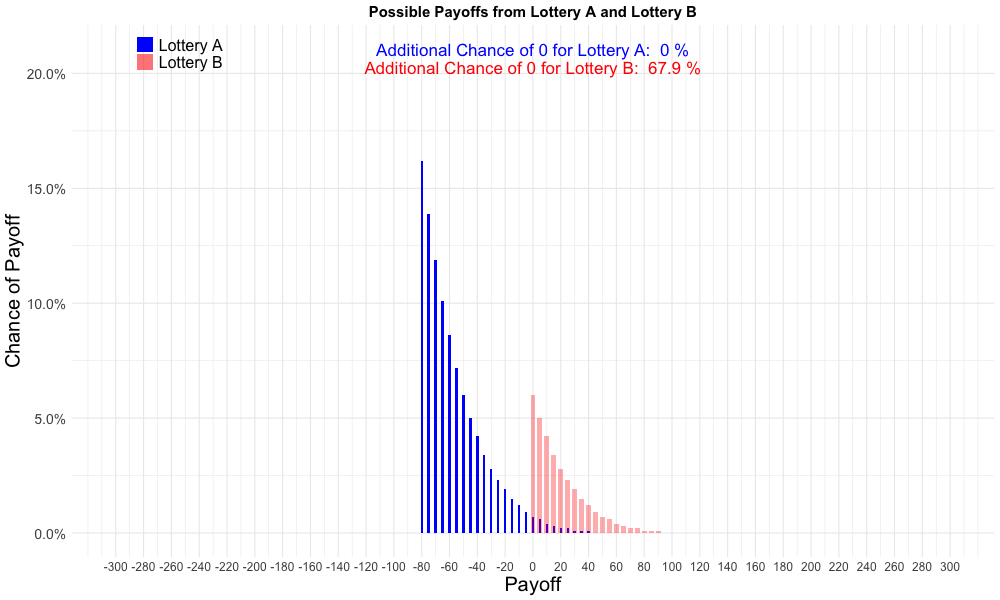 Possible Payoffs from Lottery A and Lottery B
Lottery A
Lottery B
Additional Chance of 0 for Lottery A:  0 %
Additional Chance of 0 for Lottery B:  67.9 %
Chance of Payoff
20.0%
15.0%
10.0%
5.0%
0.0%
-300 -280 -260 -240 -220 -200 -180 -160 -140 -120 -100 -80 -60 -40 -20 0 20 40 60 80 100 120 140 160 180 200 220 240 260 280 300
Payoff